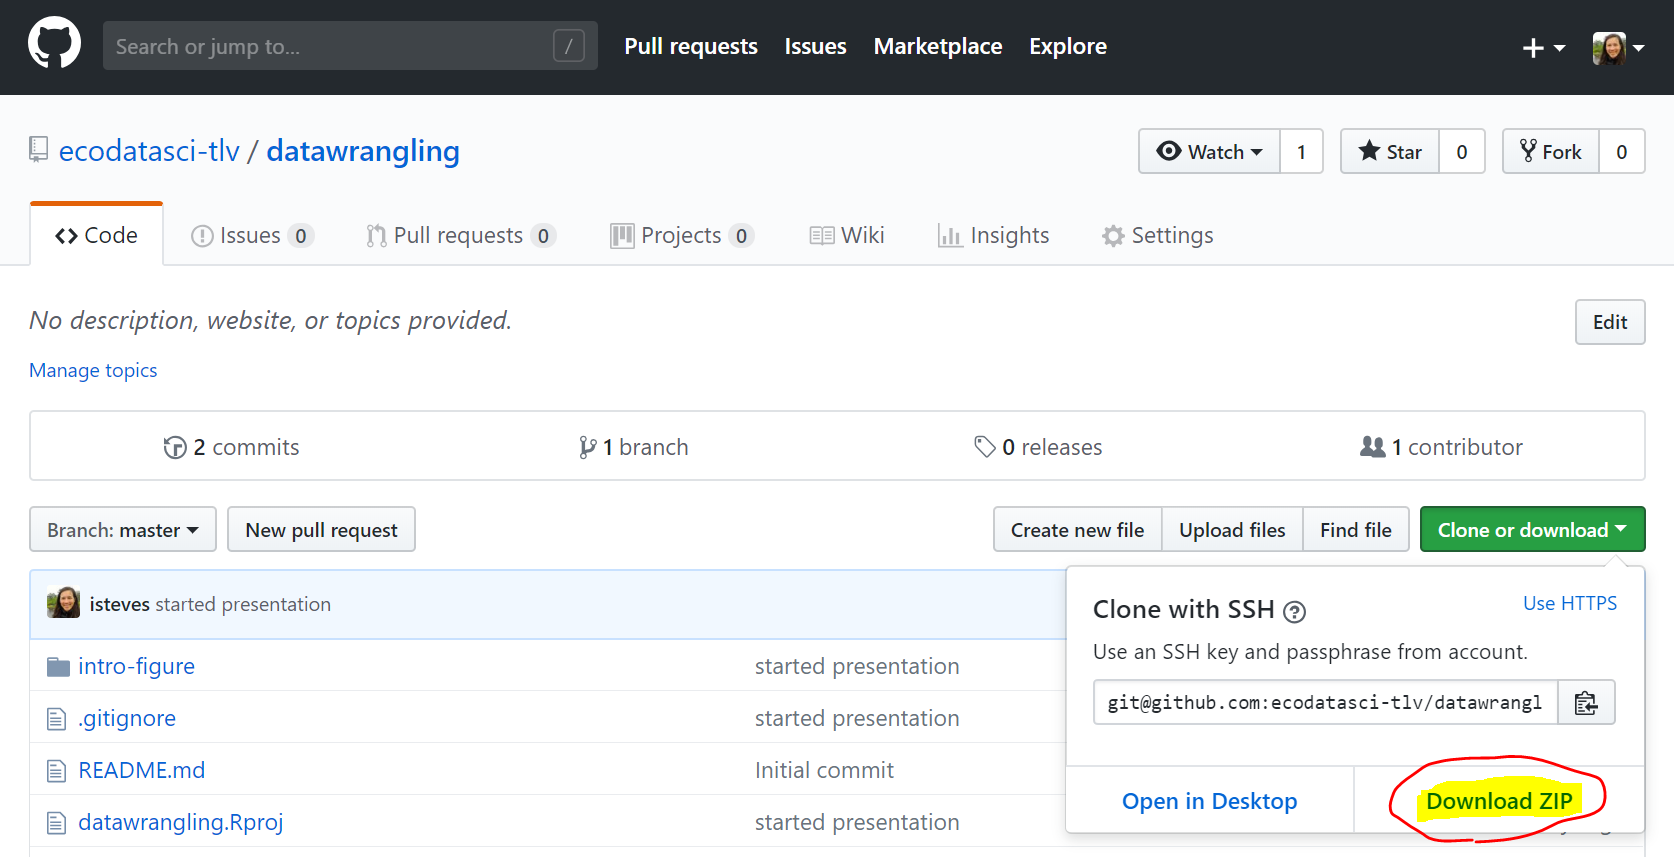 Search or jump to... /
Pull requests Issues Marketplace Explore
ecodatasci-tlv / datawrangling
Watch 1 Star 0 Fork 0
Code Issues 0 Pull requests 0 Projects 0 Wiki Insights Settings
No description, website, or topics provided.
Edit
Manage topics
2 commits 1 branch 0 releases 1 contributor
Branch: master New pull request Create new file Upload files Find file Clone or download
isteves started presentation
Clone with SSH ? Use HTTPS
Use an SSH key and passphrase from account.
git@github.com:ecodatasci-tlv/datawrangl
Open in Desktop Download ZIP
intro-figure started presentation
.gitignore started presentation
README.md Initial commit
datawrangling.Rproj started presentation